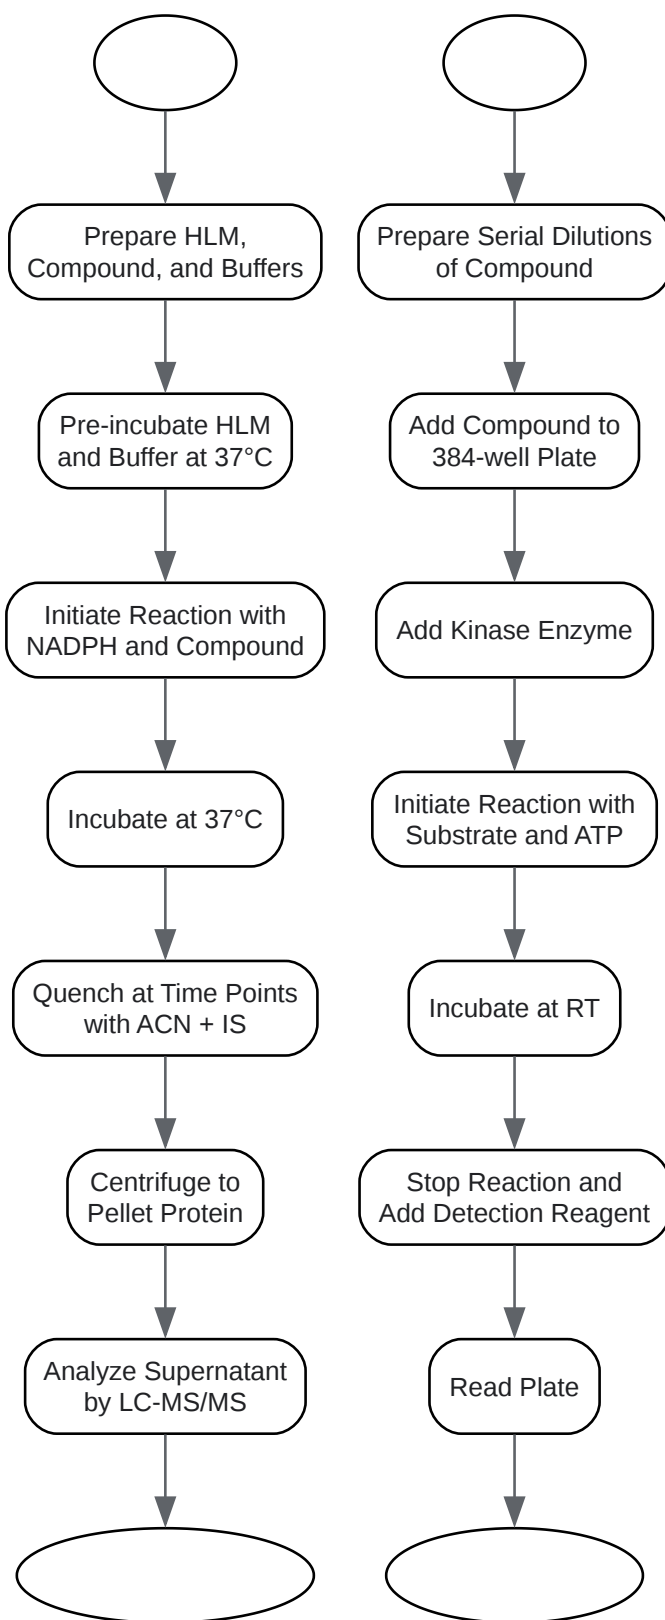 Prepare HLM,
Compound, and Buffers
Pre-incubate HLM
and Buffer at 37°C
Initiate Reaction with
NADPH and Compound
Incubate at 37°C
Quench at Time Points
with ACN + IS
Centrifuge to
Pellet Protein
Analyze Supernatant
by LC-MS/MS
Prepare Serial Dilutions
of Compound
Add Compound to
384-well Plate
Add Kinase Enzyme
Initiate Reaction with
Substrate and ATP
Incubate at RT
Stop Reaction and
Add Detection Reagent
Read Plate